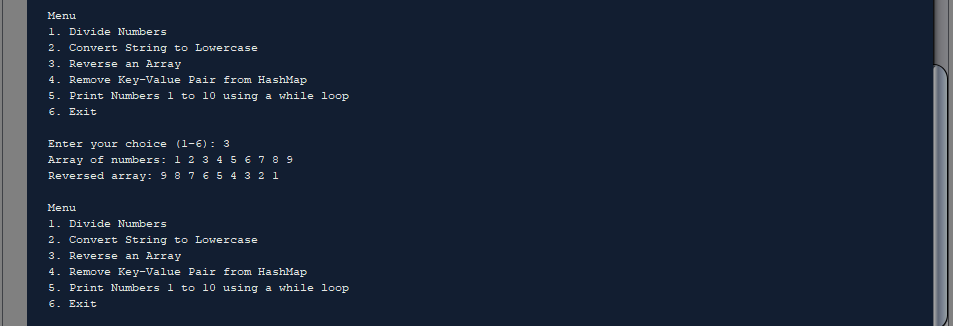 Menu
1. Divide Numbers
2. Convert String to Lowercase
3. Reverse an Array
4. Remove Key-Value Pair from HashMap
5. Print Numbers 1 to 10 using a while loop
6. Exit
Enter your choice (1-6): 3
Array of numbers: 1 2 3 4 5 6 7 8 9
Reversed array: 9 8 7 6 5 4 3 2 1
Menu
1. Divide Numbers
2. Convert String to Lowercase
3. Reverse an Array
4. Remove Key-Value Pair from HashMap
5. Print Numbers 1 to 10 using a while loop
6. Exit